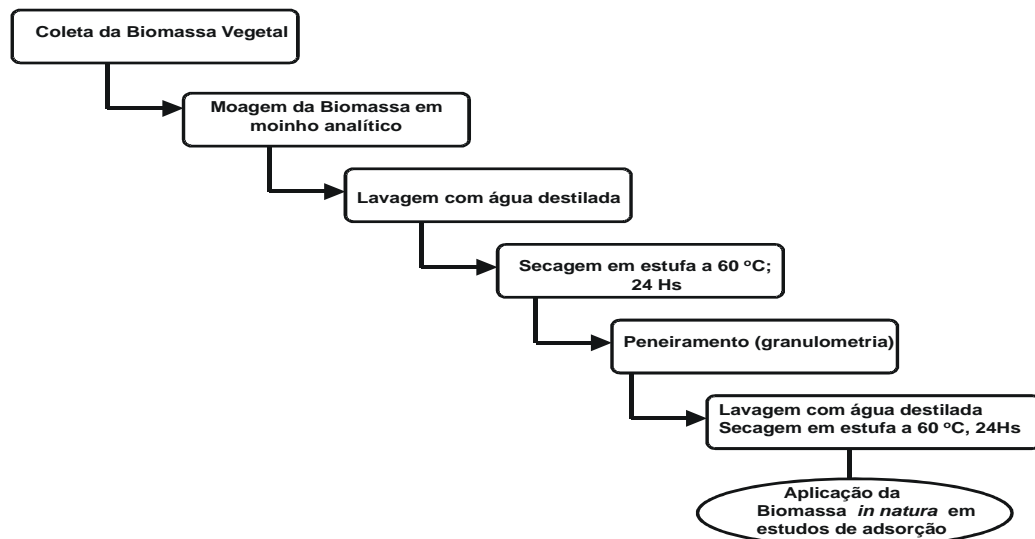 Coleta da Biomassa Vegetal
Moagem da Biomassa em
moinho analítico
Lavagem com água destilada
Secagem em estufa a 60 ºC;
24 Hs
Peneiramento (granulometria)
Lavagem com água destilada
Secagem em estufa a 60 ºC, 24Hs
Aplicação da
Biomassa in natura em
estudos de adsorção